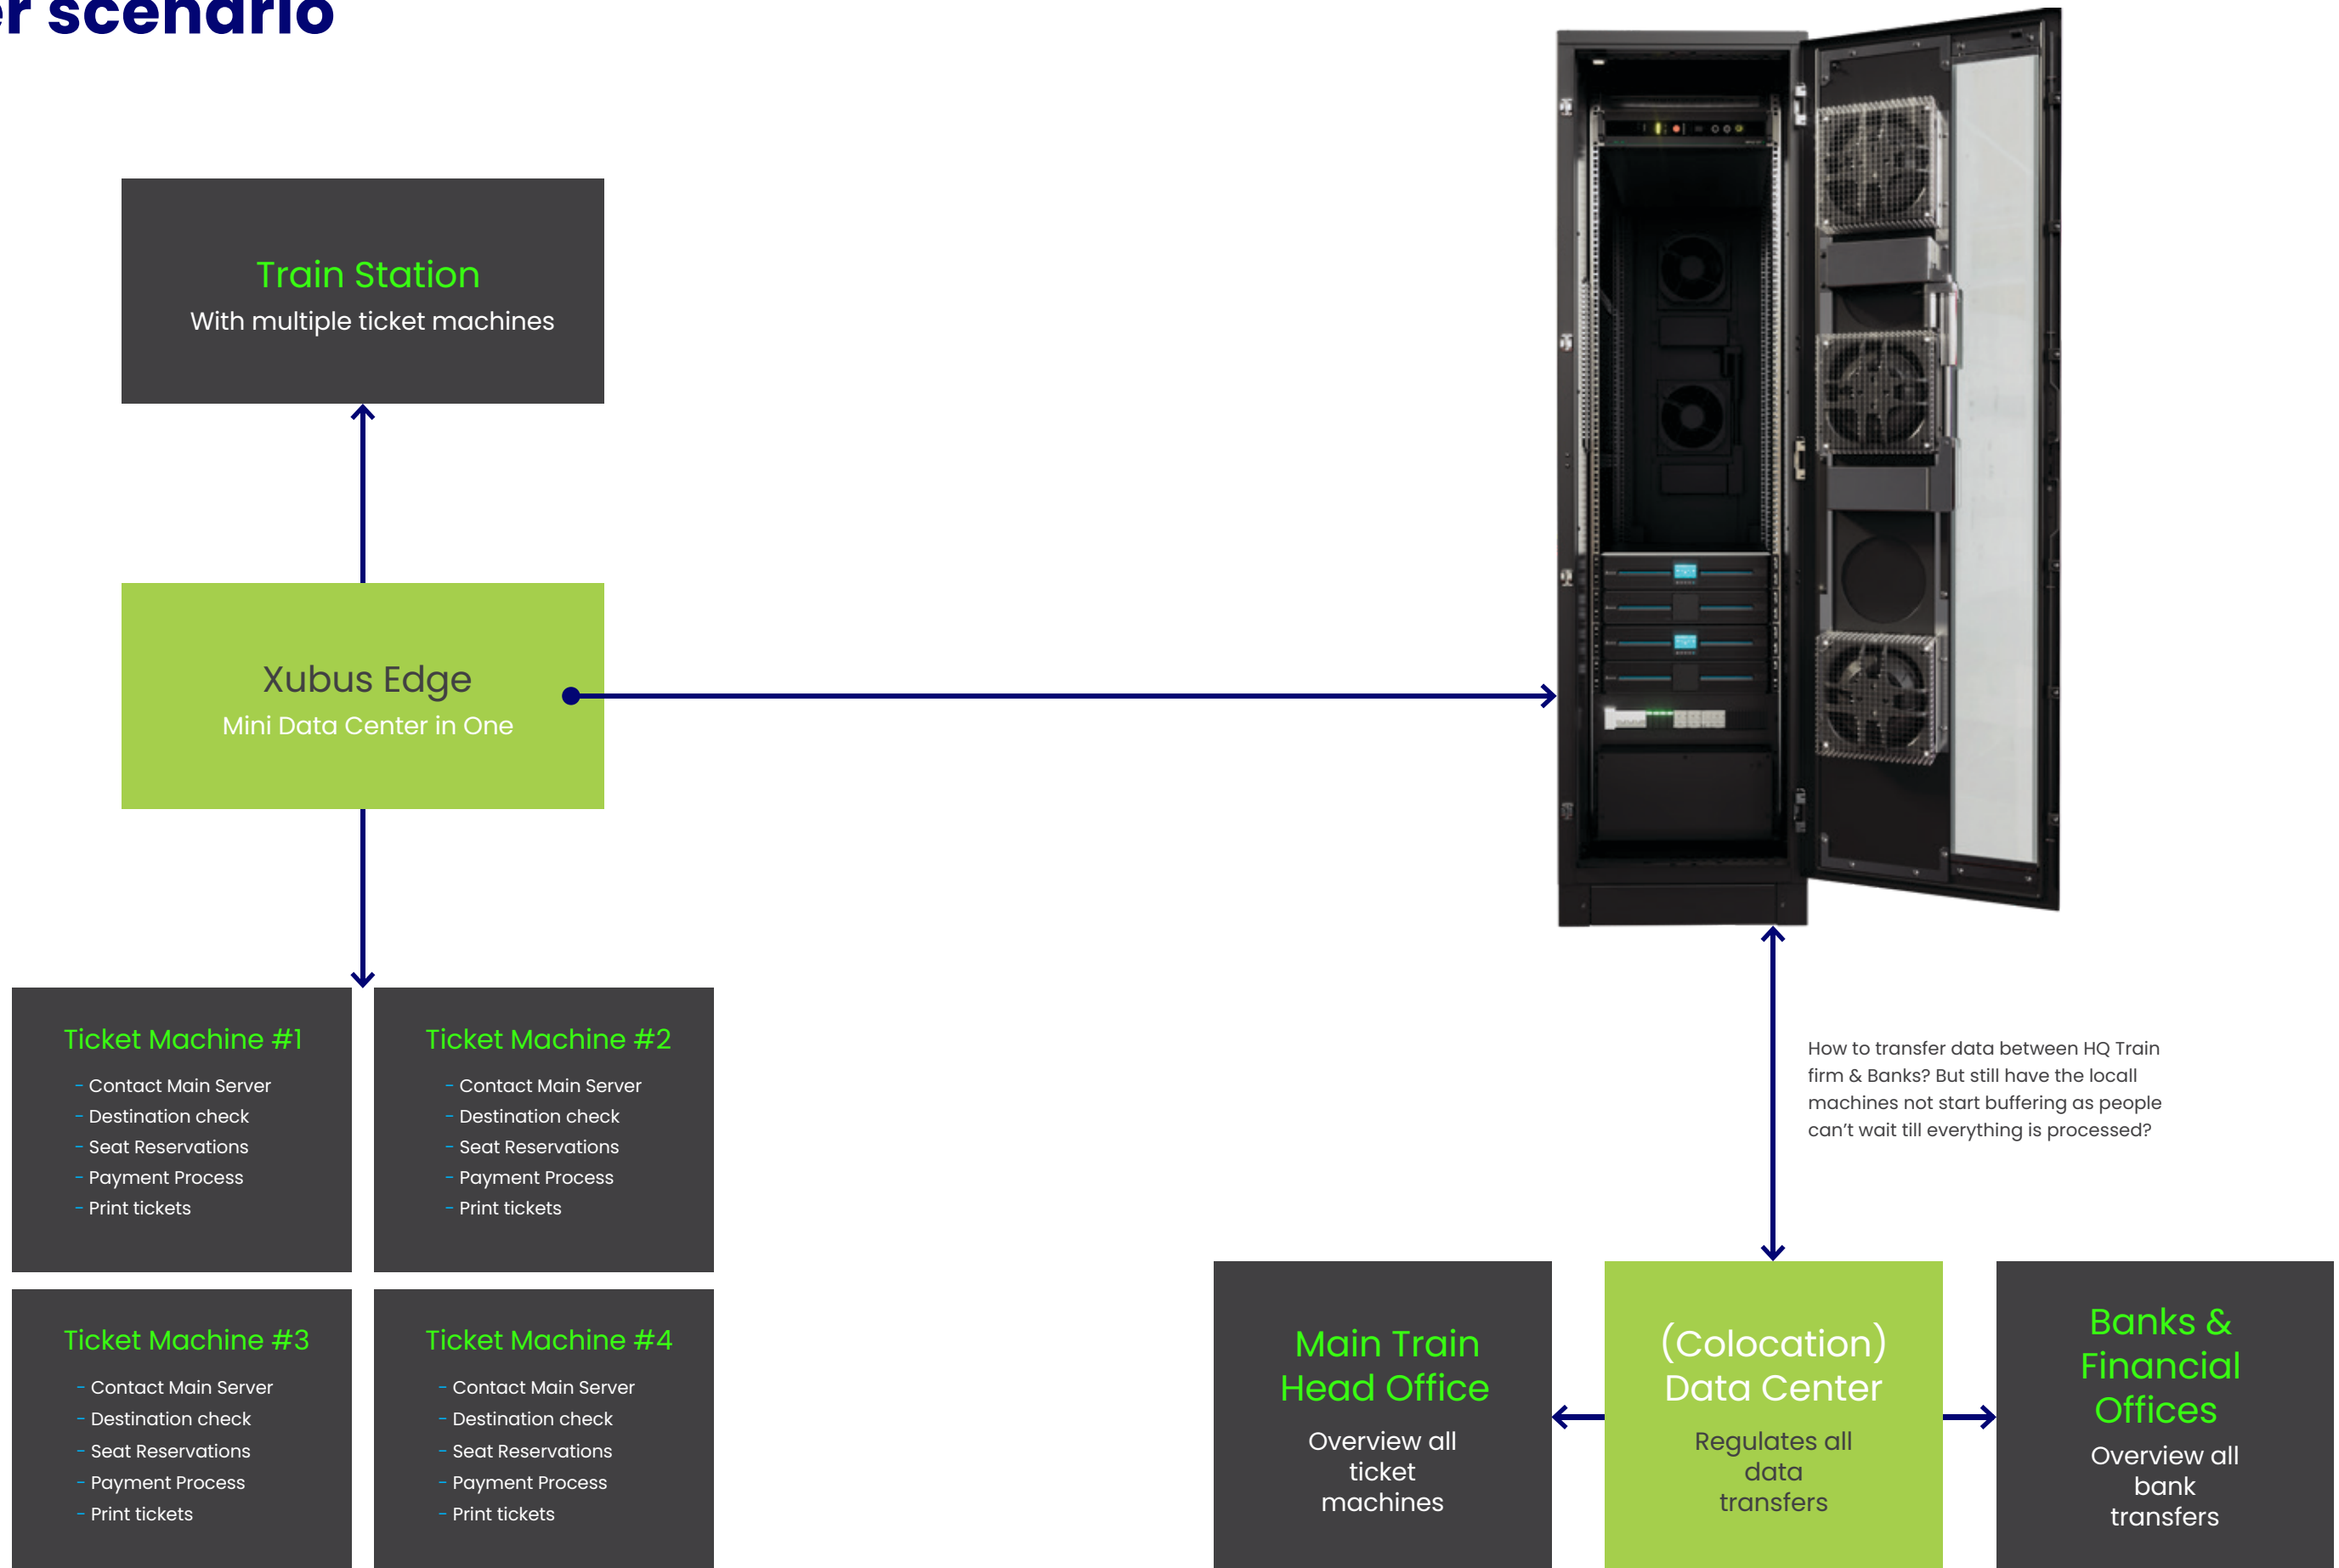 er scenario
Train Station
With multiple ticket machines
Xubus Edge
Mini Data Center in One
Ticket Machine #1
- Contact Main Server
- Destination check
- Seat Reservations
- Payment Process
- Print tickets
Ticket Machine #2
- Contact Main Server
- Destination check
- Seat Reservations
- Payment Process
- Print tickets
Ticket Machine #3
- Contact Main Server
- Destination check
- Seat Reservations
- Payment Process
- Print tickets
Ticket Machine #4
- Contact Main Server
- Destination check
- Seat Reservations
- Payment Process
- Print tickets
How to transfer data between HQ Train
firm & Banks? But still have the locall
machines not start buffering as people
can't wait till everything is processed?
Main Train
Head Office
Overview all
ticket
machines
(Colocation)
Data Center
Regulates all
data
transfers
Banks &
Financial
Offices
Overview all
bank
transfers